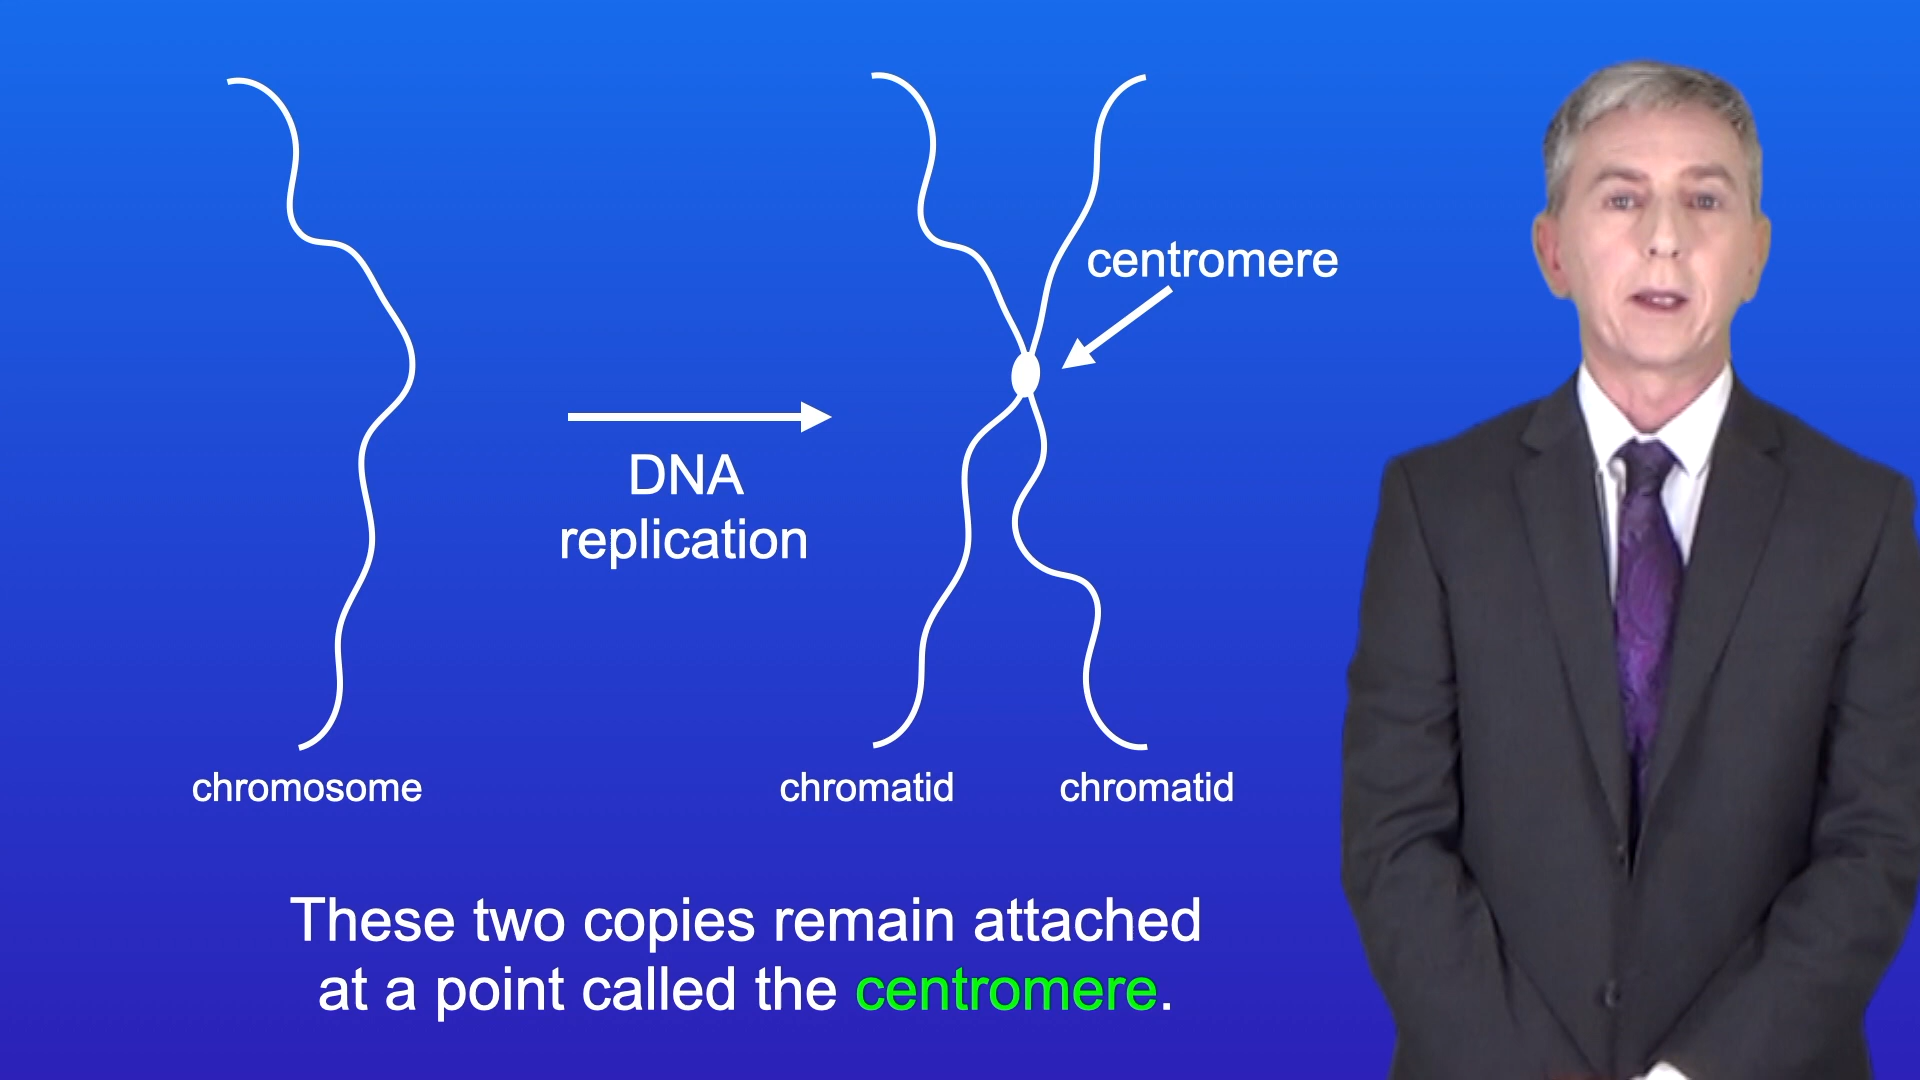 centromere
DNA
replication
chromosome
chromatid
chromatid
These two copies remain attached
at a point called the centromere.